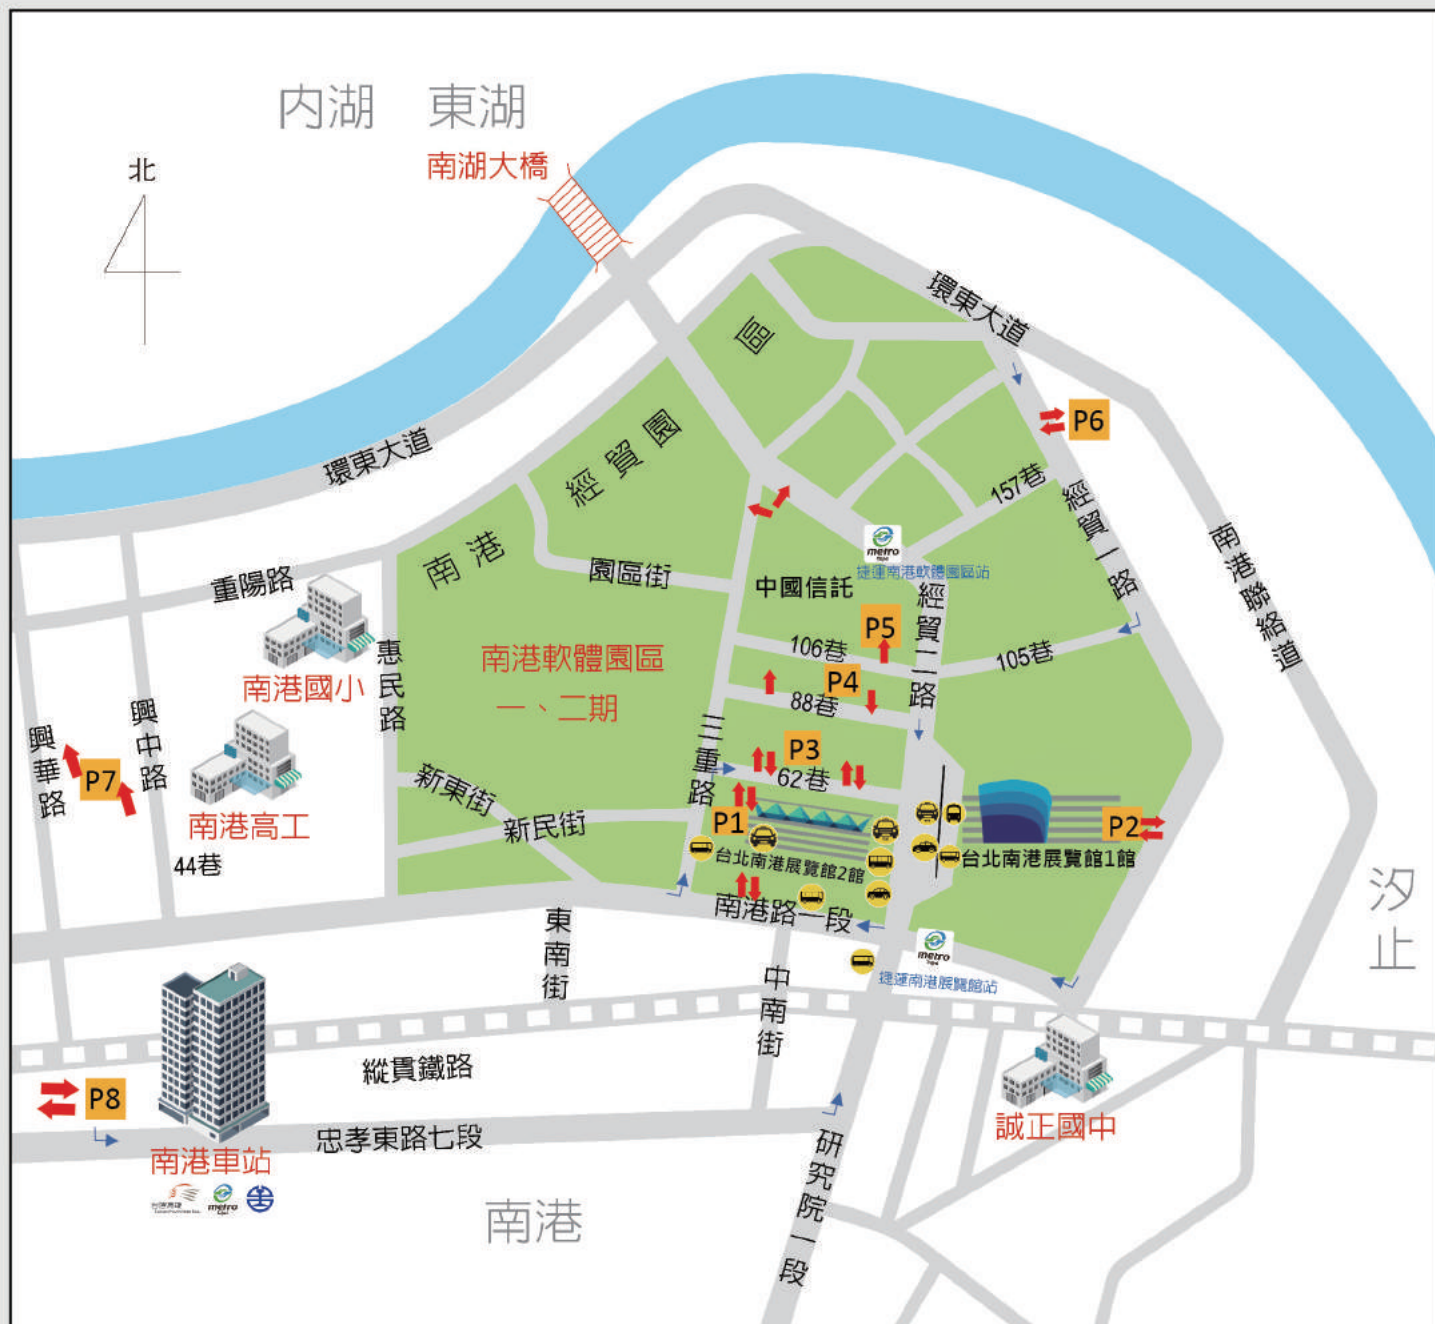 內湖 東湖
南湖大橋
北
環東大道
區
經貿園
南港
環東大道
P6
157巷
經貿一路
南港聯絡道
metro
捷運南港軟體園區站
重陽路
園區街
中國信託
經貿二路
P5
106巷
105巷
惠民路
南港國小
南港軟體園區
一、二期
P4
88巷
三重路
興華路
興中路
P7
南港高工
44巷
新東街
新民街
P3
62巷
P1
台北南港展覽館2館
P2
台北南港展覽館1館
汐止
南港路一段
東南街
中南街
metro
捷運南港展覽館站
縱貫鐵路
P8
忠孝東路七段
南港車站
metro
誠正國中
研究院一段
南港